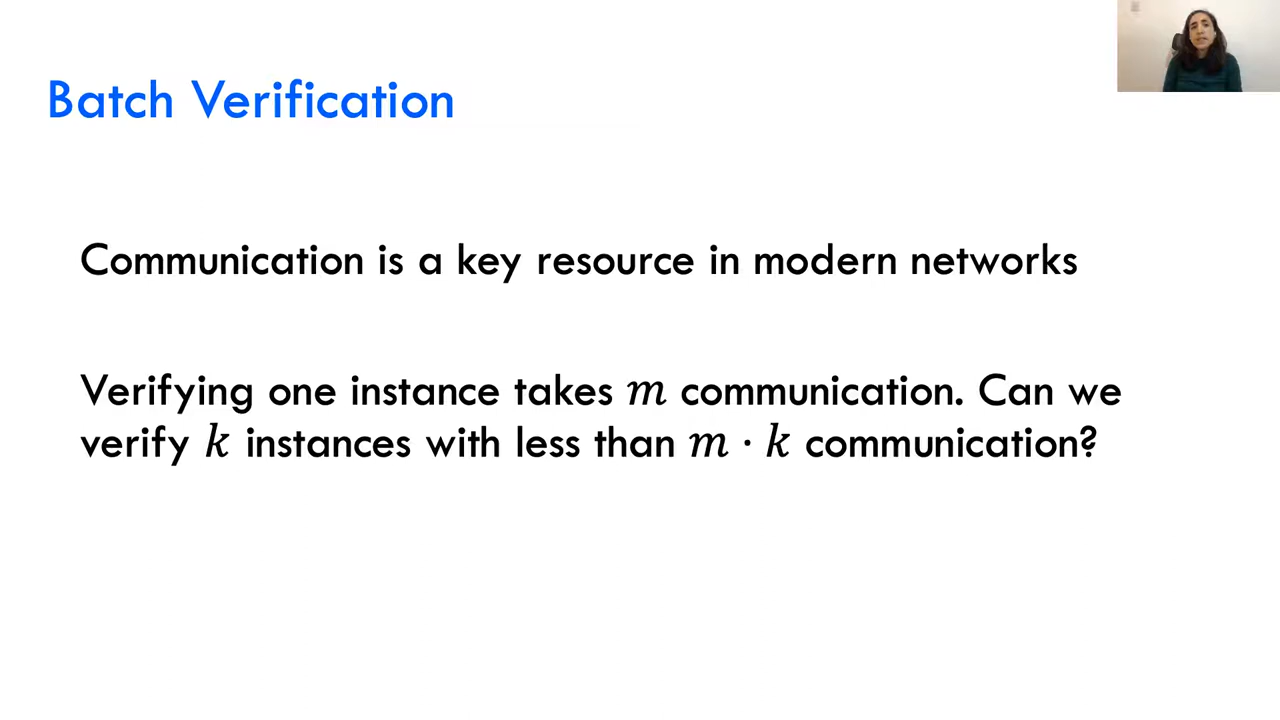 Batch Verification
Communication is a key resource in modern networks
Verifying one instance takes m communication. Can we
verify k instances with less than m · k communication?